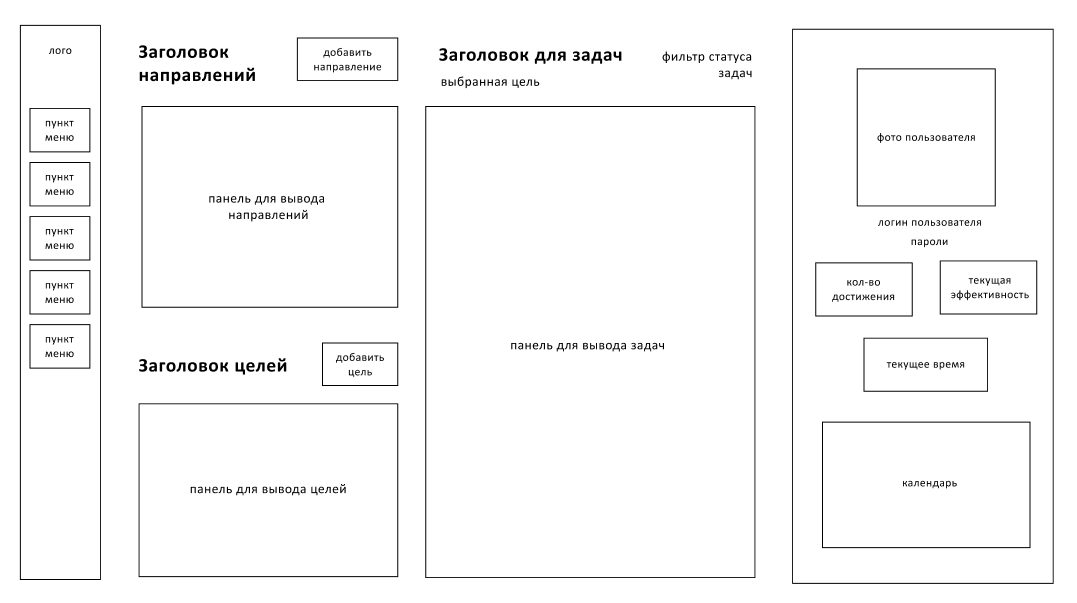 лого
пункт
меню
пункт
меню
пункт
меню
пункт
меню
пункт
меню
Заголовок
направлений
добавить
направление
панель для вывода
направлений
Заголовок целей
добавить
цель
панель для вывода целей
Заголовок для задач
выбранная цель
фильтр статуса
задач
панель для вывода задач
фото пользователя
логин пользователя
пароли
кол-во
достижения
текущая
эффективность
текущее время
календарь